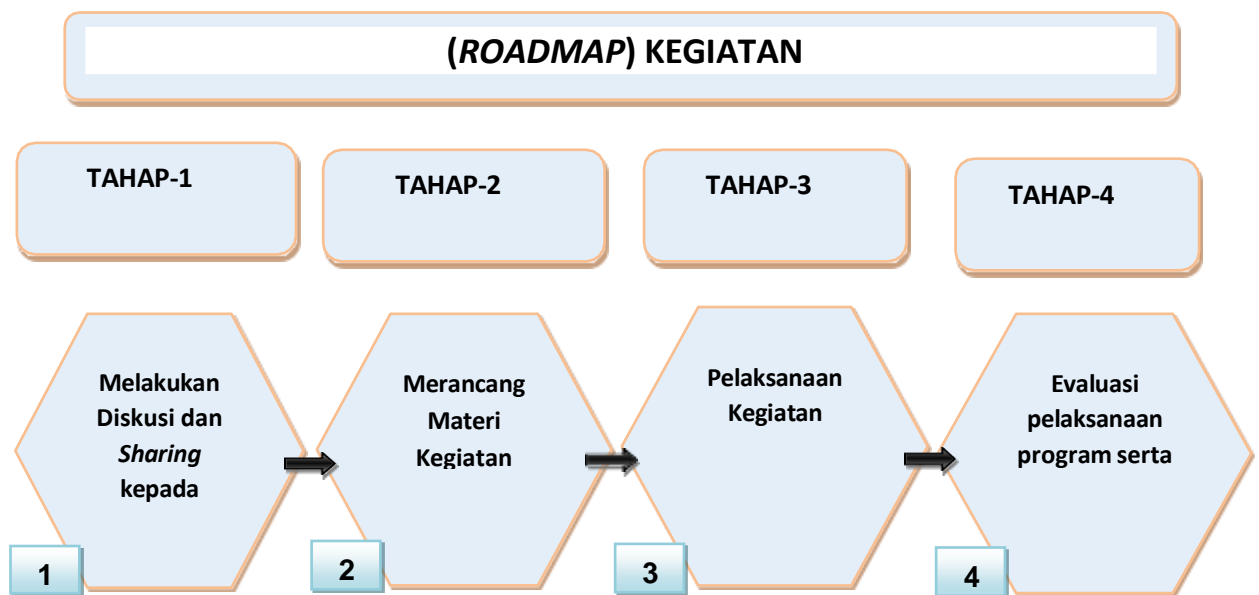 (ROADMAP) KEGIATAN
TAHAP-1
TAHAP-2
TAHAP-3
TAHAP-4
Melakukan
Diskusi dan
Sharing
kepada
1
Merancang
Materi
Kegiatan
2
Pelaksanaan
Kegiatan
3
Evaluasi
pelaksanaan
program serta
4